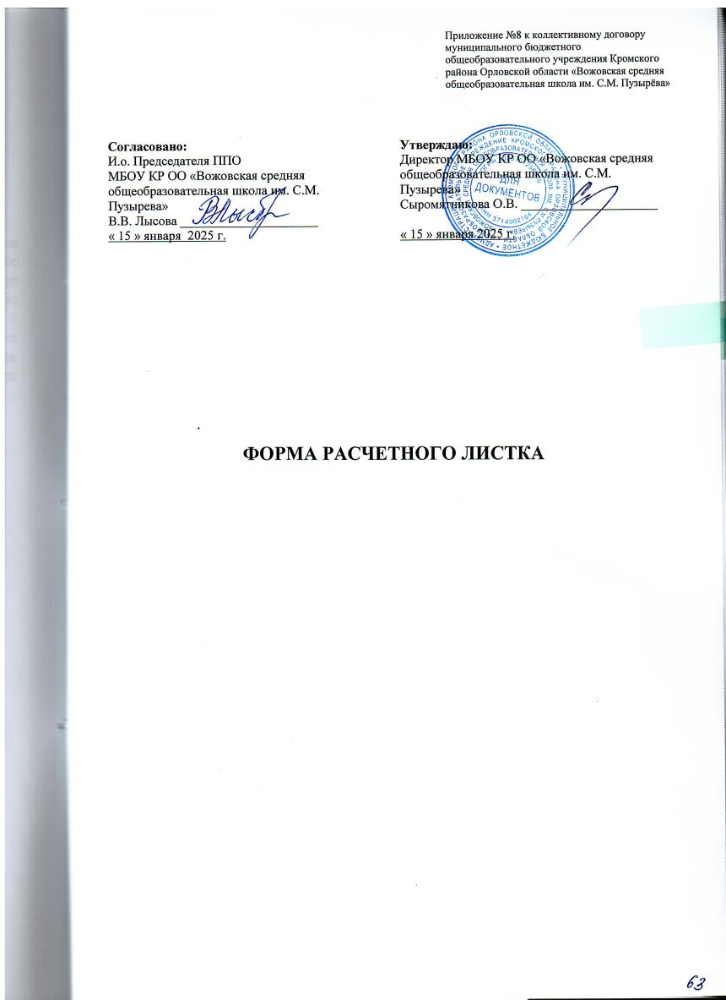 Приложение №8 к коллективному договору
муниципального бюджетного
общеобразовательного учреждения Кромского
района Орловской области «Вожовская средняя
общеобразовательная школа им. С.М. Пузырёва»
Согласовано:
И.о. Председателя ППО
МБОУ КР ОО «Вожовская средняя
общеобразовательная школа им. С.М.
Пузырева»
В.В. Лысова
« 15 » января 2025 г.
Утверждаю:
Директор МБОУ КР ОО «Вожовская средняя
общеобразовательная школа им. С.М.
Пузырева»
Сыромятникова О.В.
« 15 » января 2025 г.
ДЛЯ
ДОКУМЕНТОВ
ИНН 5714002704
ФОРМА РАСЧЕТНОГО ЛИСТКА
63